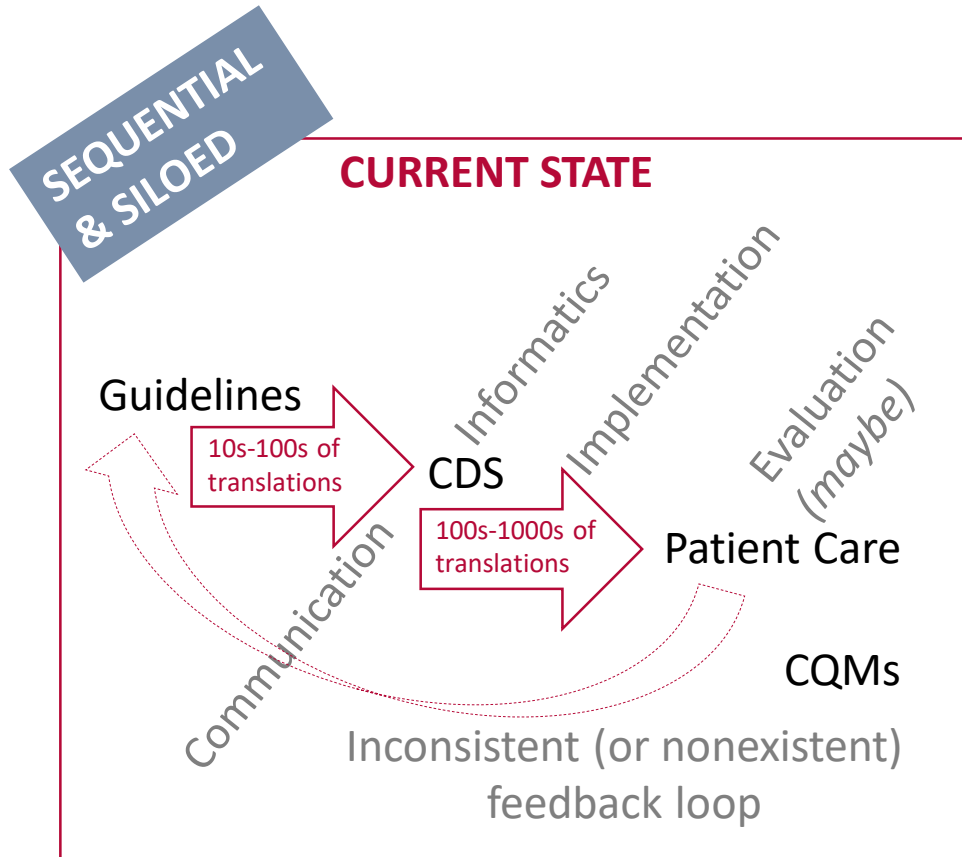 SEQUENTIAL
& SILOED
CURRENT STATE
Guidelines
10s-100s of
translations
Communication
Informatics
CDS
100s-1000s of
translations
Implementation
Evaluation
(maybe)
Patient Care
CQMs
Inconsistent (or nonexistent)
feedback loop